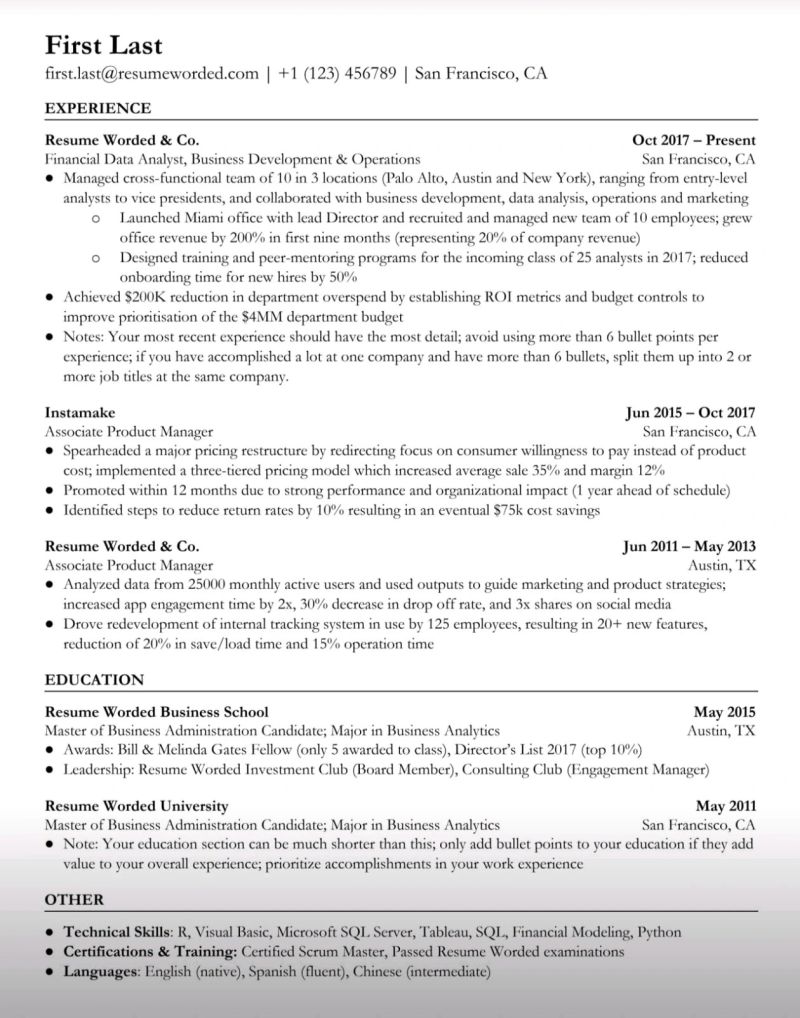 First Last
first.last@resumeworded.com | +1 (123) 456789 | San Francisco, CA
EXPERIENCE
Resume Worded & Co. Oct 2017 – Present
Financial Data Analyst, Business Development & Operations San Francisco, CA
● Managed cross-functional team of 10 in 3 locations (Palo Alto, Austin and New York), ranging from entry-level
analysts to vice presidents, and collaborated with business development, data analysis, operations and marketing
o Launched Miami office with lead Director and recruited and managed new team of 10 employees; grew
office revenue by 200% in first nine months (representing 20% of company revenue)
o Designed training and peer-mentoring programs for the incoming class of 25 analysts in 2017; reduced
onboarding time for new hires by 50%
● Achieved $200K reduction in department overspend by establishing ROI metrics and budget controls to
improve prioritisation of the $4MM department budget
● Notes: Your most recent experience should have the most detail; avoid using more than 6 bullet points per
experience; if you have accomplished a lot at one company and have more than 6 bullets, split them up into 2 or
more job titles at the same company.
Instamake Jun 2015 – Oct 2017
Associate Product Manager San Francisco, CA
● Spearheaded a major pricing restructure by redirecting focus on consumer willingness to pay instead of product
cost; implemented a three-tiered pricing model which increased average sale 35% and margin 12%
● Promoted within 12 months due to strong performance and organizational impact (1 year ahead of schedule)
● Identified steps to reduce return rates by 10% resulting in an eventual $75k cost savings
Resume Worded & Co. Jun 2011 – May 2013
Associate Product Manager Austin, TX
● Analyzed data from 25000 monthly active users and used outputs to guide marketing and product strategies;
increased app engagement time by 2x, 30% decrease in drop off rate, and 3x shares on social media
● Drove redevelopment of internal tracking system in use by 125 employees, resulting in 20+ new features,
reduction of 20% in save/load time and 15% operation time
EDUCATION
Resume Worded Business School May 2015
Master of Business Administration Candidate; Major in Business Analytics Austin, TX
● Awards: Bill & Melinda Gates Fellow (only 5 awarded to class), Director's List 2017 (top 10%)
● Leadership: Resume Worded Investment Club (Board Member), Consulting Club (Engagement Manager)
Resume Worded University May 2011
Master of Business Administration Candidate; Major in Business Analytics San Francisco, CA
● Note: Your education section can be much shorter than this; only add bullet points to your education if they add
value to your overall experience; prioritize accomplishments in your work experience
OTHER
● Technical Skills: R, Visual Basic, Microsoft SQL Server, Tableau, SQL, Financial Modeling, Python
● Certifications & Training: Certified Scrum Master, Passed Resume Worded examinations
● Languages: English (native), Spanish (fluent), Chinese (intermediate)